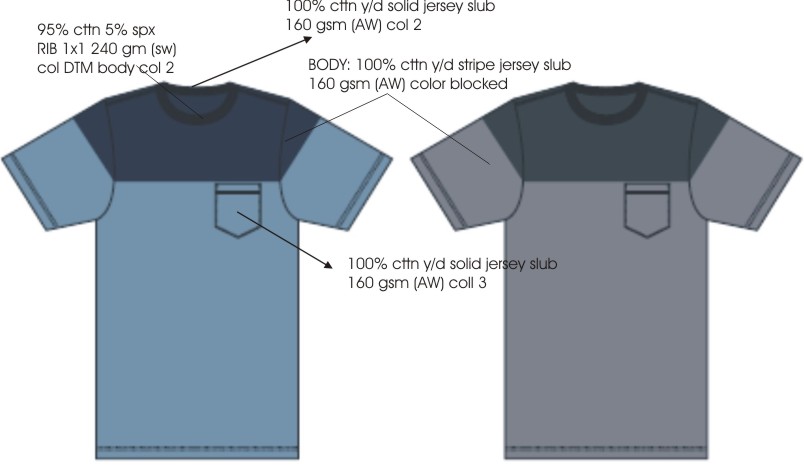 100% cttn y/d solid jersey slub
160 gsm (AW) col 2
95% cttn 5% spx
RIB 1x1 240 gm (sw)
col DTM body col 2
BODY: 100% cttn y/d stripe jersey slub
160 gsm (AW) color blocked
100% cttn y/d solid jersey slub
160 gsm (AW) coll 3